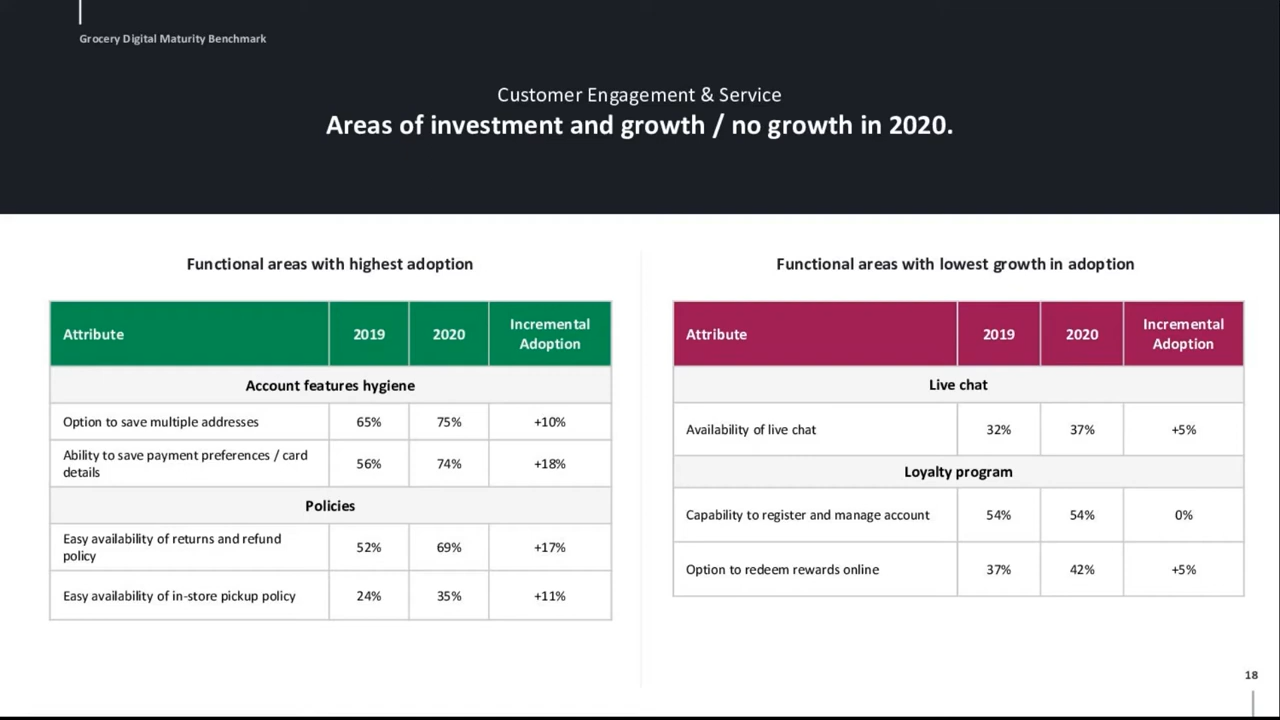 Grocery Digital Maturity Benchmark
Customer Engagement & Service
Areas of investment and growth / no growth in 2020.
Functional areas with highest adoption
Attribute 2019 2020 Incremental Adoption
Account features hygiene
Option to save multiple addresses 65% 75% +10%
Ability to save payment preferences / card details 56% 74% +18%
Policies
Easy availability of returns and refund policy 52% 69% +17%
Easy availability of in-store pickup policy 24% 35% +11%
Functional areas with lowest growth in adoption
Attribute 2019 2020 Incremental Adoption
Live chat
Availability of live chat 32% 37% +5%
Loyalty program
Capability to register and manage account 54% 54% 0%
Option to redeem rewards online 37% 42% +5%
18